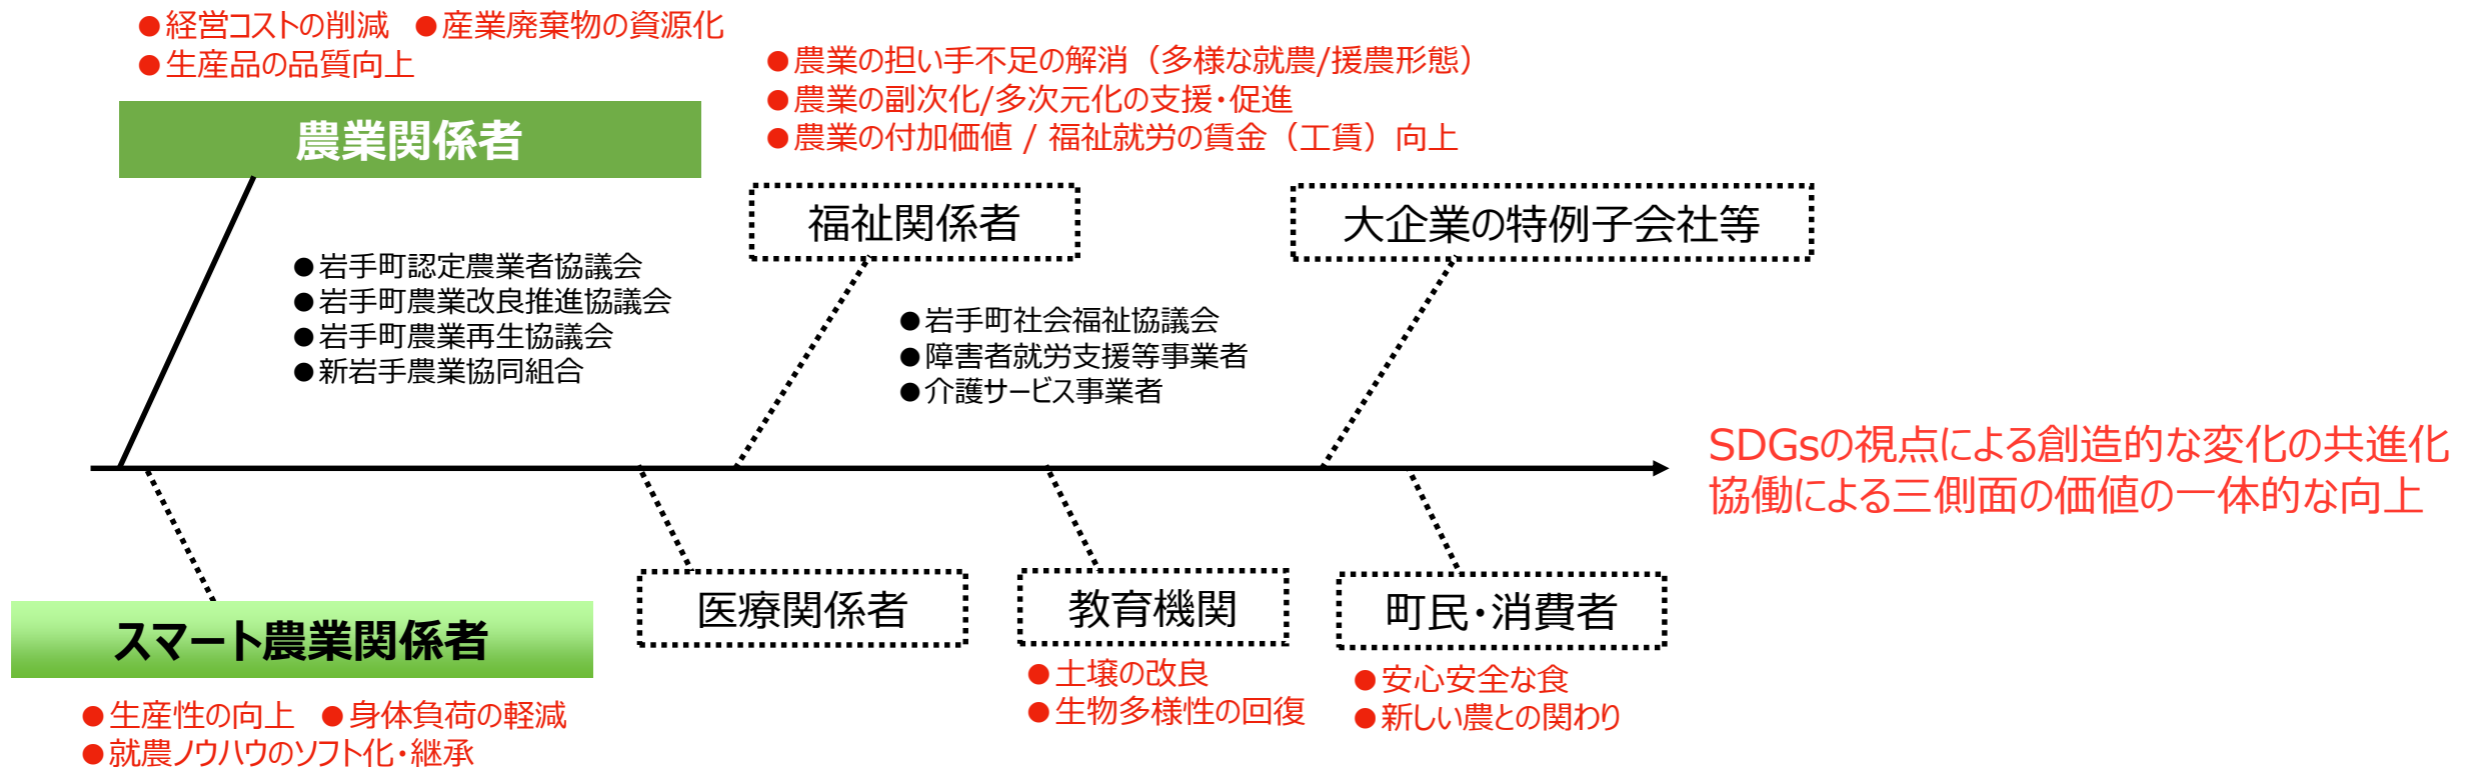 ●経営コストの削減 ●産業廃棄物の資源化
●生産品の品質向上
農業関係者
●農業の担い手不足の解消（多様な就農/援農形態）
●農業の副次化/多次元化の支援・促進
●農業の付加価値 / 福祉就労の賃金（工賃）向上
福祉関係者
大企業の特例子会社等
●岩手町認定農業者協議会
●岩手町農業改良推進協議会
●岩手町農業再生協議会
●新岩手農業協同組合
●岩手町社会福祉協議会
●障害者就労支援等事業者
●介護サービス事業者
SDGsの視点による創造的な変化の共進化
協働による三側面の価値の一体的な向上
スマート農業関係者
●生産性の向上 ●身体負荷の軽減
●就農ノウハウのソフト化・継承
医療関係者
教育機関
●土壌の改良
●生物多様性の回復
町民・消費者
●安心安全な食
●新しい農との関わり